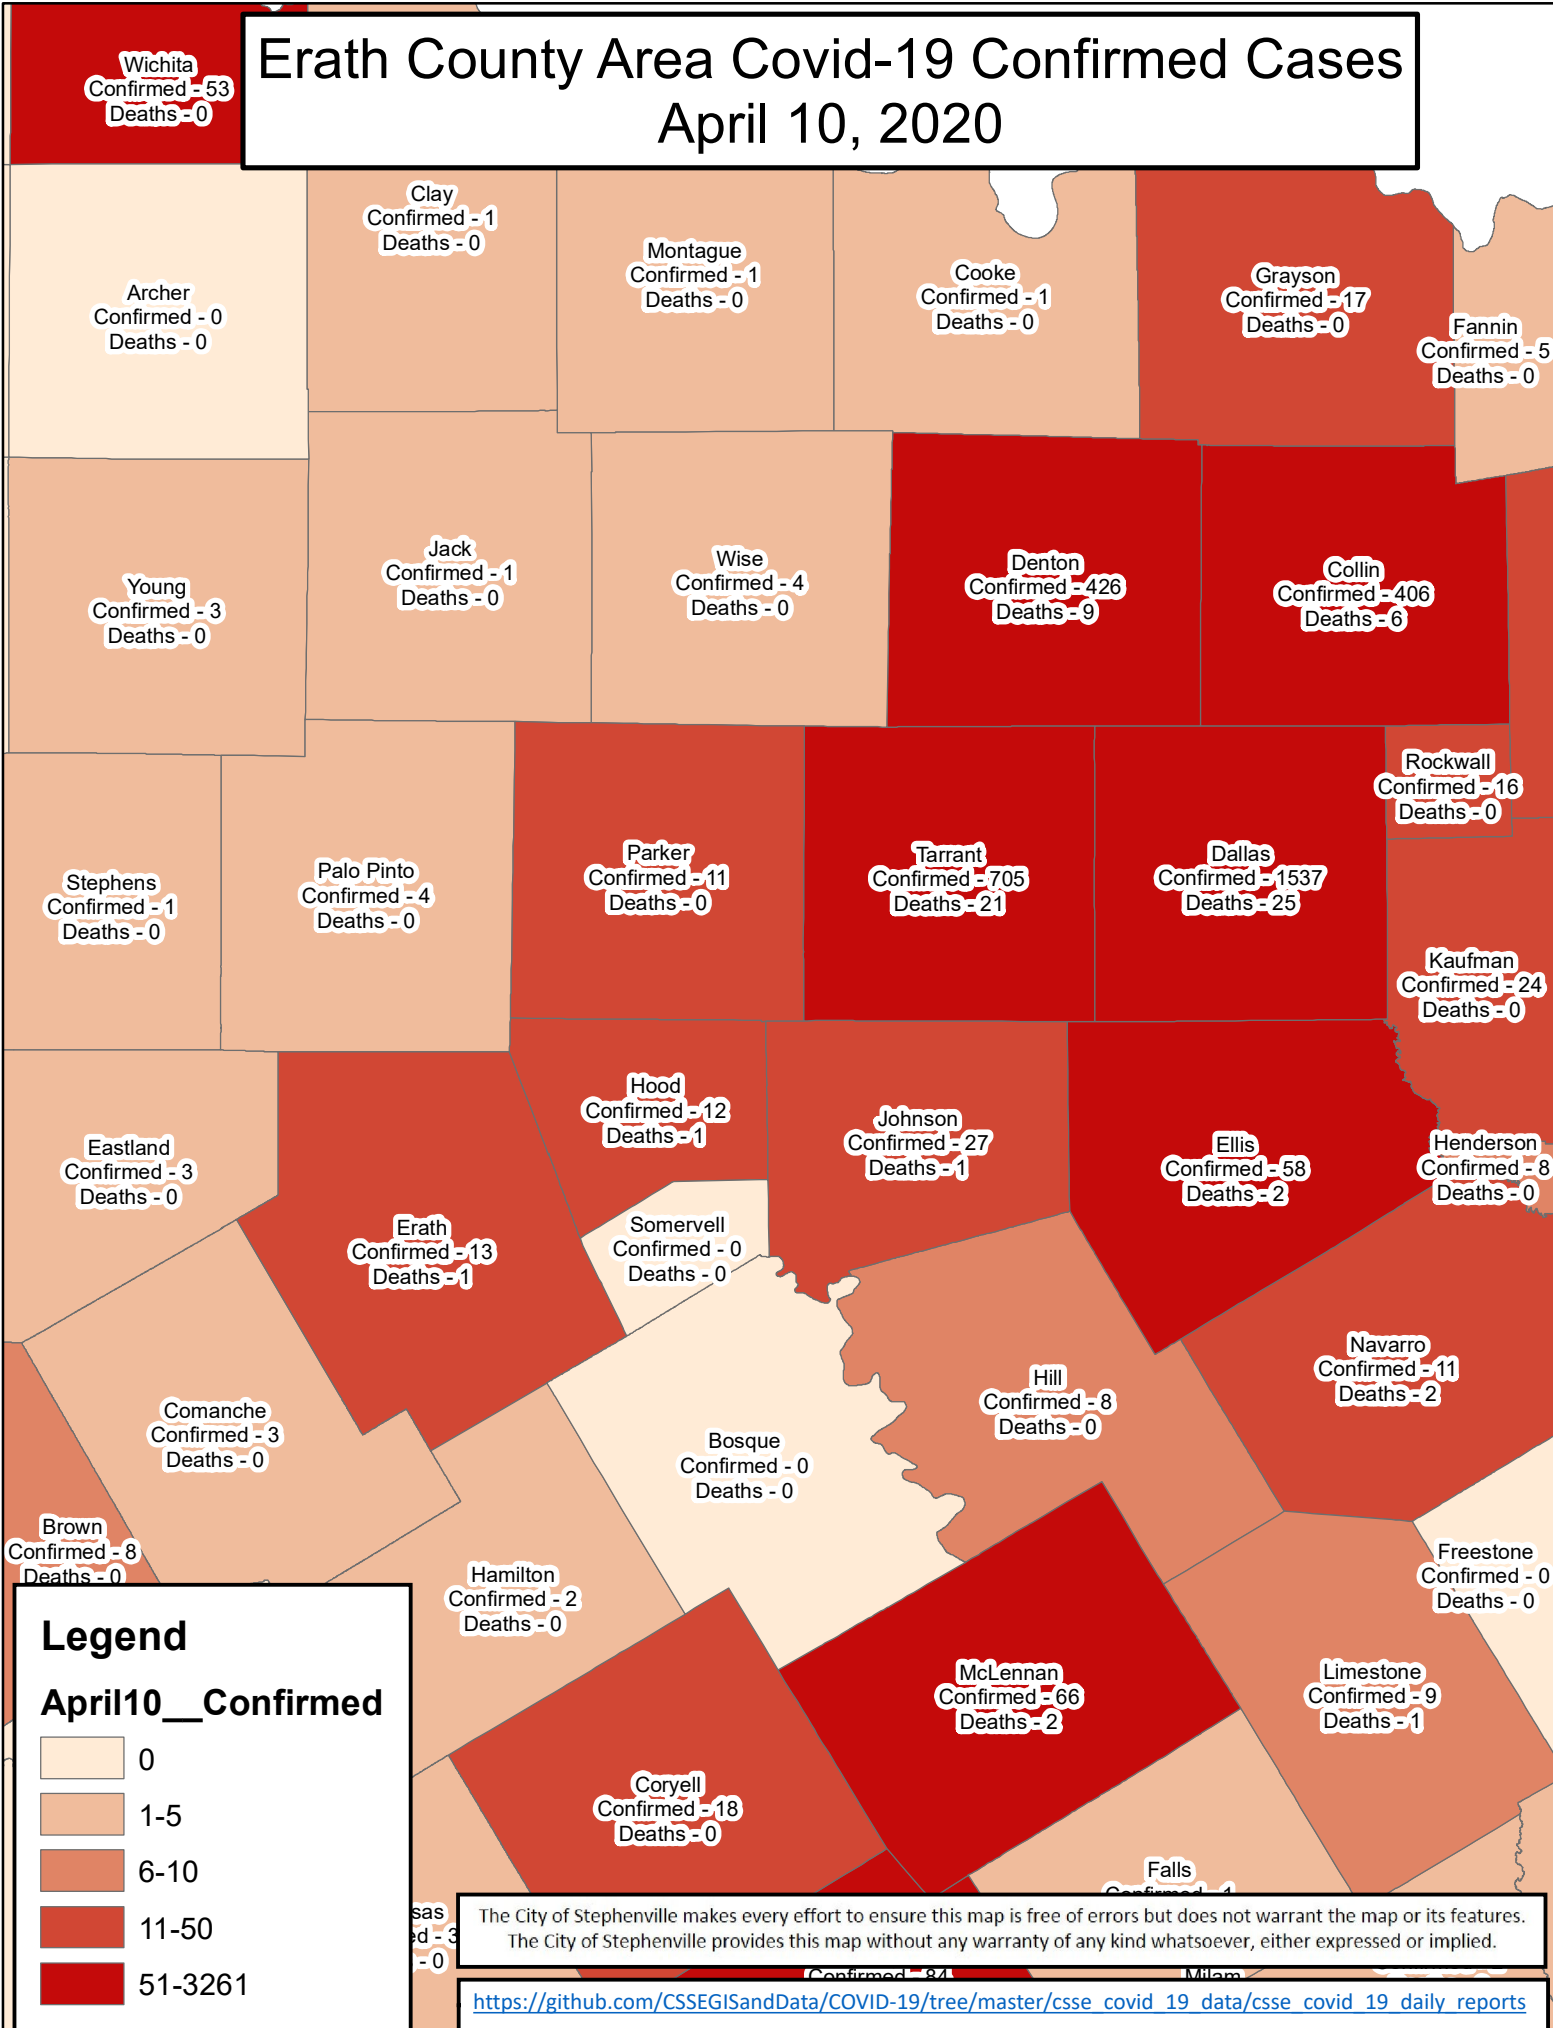 Erath County Area Covid-19 Confirmed Cases
April 10, 2020
Wichita
Confirmed - 53
Deaths - 0
Clay
Confirmed - 1
Deaths - 0
Montague
Confirmed - 1
Deaths - 0
Cooke
Confirmed - 1
Deaths - 0
Grayson
Confirmed - 17
Deaths - 0
Fannin
Confirmed - 5
Deaths - 0
Archer
Confirmed - 0
Deaths - 0
Young
Confirmed - 3
Deaths - 0
Jack
Confirmed - 1
Deaths - 0
Wise
Confirmed - 4
Deaths - 0
Denton
Confirmed - 426
Deaths - 9
Collin
Confirmed - 406
Deaths - 6
Rockwall
Confirmed - 16
Deaths - 0
Stephens
Confirmed - 1
Deaths - 0
Palo Pinto
Confirmed - 4
Deaths - 0
Parker
Confirmed - 11
Deaths - 0
Tarrant
Confirmed - 705
Deaths - 21
Dallas
Confirmed - 1537
Deaths - 25
Kaufman
Confirmed - 24
Deaths - 0
Eastland
Confirmed - 3
Deaths - 0
Erath
Confirmed - 13
Deaths - 1
Hood
Confirmed - 12
Deaths - 1
Johnson
Confirmed - 27
Deaths - 1
Ellis
Confirmed - 58
Deaths - 2
Henderson
Confirmed - 8
Deaths - 0
Somervell
Confirmed - 0
Deaths - 0
Comanche
Confirmed - 3
Deaths - 0
Bosque
Confirmed - 0
Deaths - 0
Hill
Confirmed - 8
Deaths - 0
Navarro
Confirmed - 11
Deaths - 2
Brown
Confirmed - 8
Deaths - 0
Hamilton
Confirmed - 2
Deaths - 0
Freestone
Confirmed - 0
Deaths - 0
McLennan
Confirmed - 66
Deaths - 2
Limestone
Confirmed - 9
Deaths - 1
Coryell
Confirmed - 18
Deaths - 0
Falls
Confirmed - 1
sas
ed - 3
- 0
Confirmed - 84
Milam
Legend
April10__Confirmed
0
1-5
6-10
11-50
51-3261
The City of Stephenville makes every effort to ensure this map is free of errors but does not warrant the map or its features.
The City of Stephenville provides this map without any warranty of any kind whatsoever, either expressed or implied.
https://github.com/CSSEGISandData/COVID-19/tree/master/csse_covid_19_data/csse_covid_19_daily_reports